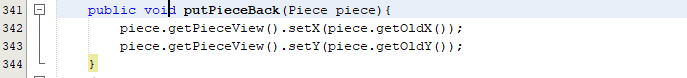 341 public void putPieceBack(Piece piece){
342 piece.getPieceView().setX(piece.getOldX());
343 piece.getPieceView().setY(piece.getOldY());
344 }